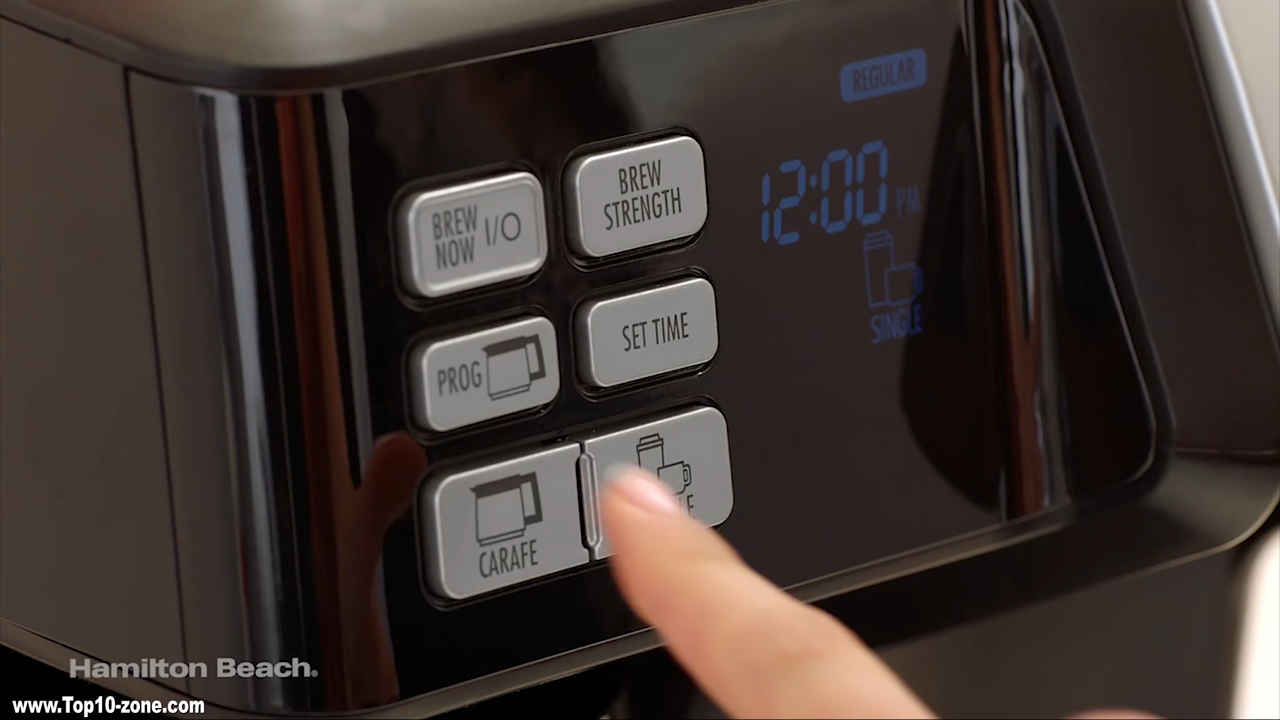 REGULAR
BREW
STRENGTH
BREW
NOW I/O
12:00 PM
SINGLE
SET TIME
PROG
CARAFE
Hamilton Beach®
www.Top10-zone.com